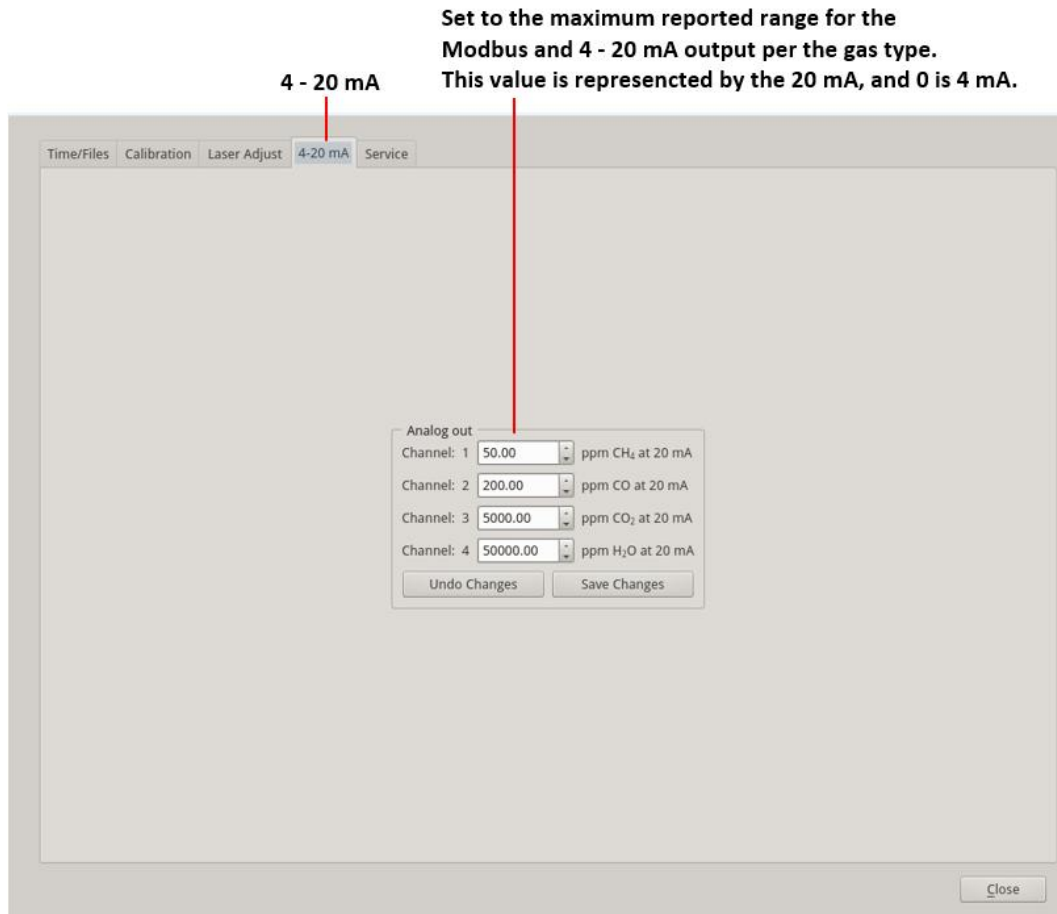 Set to the maximum reported range for the
Modbus and 4 - 20 mA output per the gas type.
This value is represencted by the 20 mA, and 0 is 4 mA.
4 - 20 mA
Time/Files Calibration Laser Adjust 4-20 mA Service
Analog out
Channel: 1 50.00 ppm CH₄ at 20 mA
Channel: 2 200.00 ppm CO at 20 mA
Channel: 3 5000.00 ppm CO₂ at 20 mA
Channel: 4 50000.00 ppm H₂O at 20 mA
Undo Changes Save Changes
Close